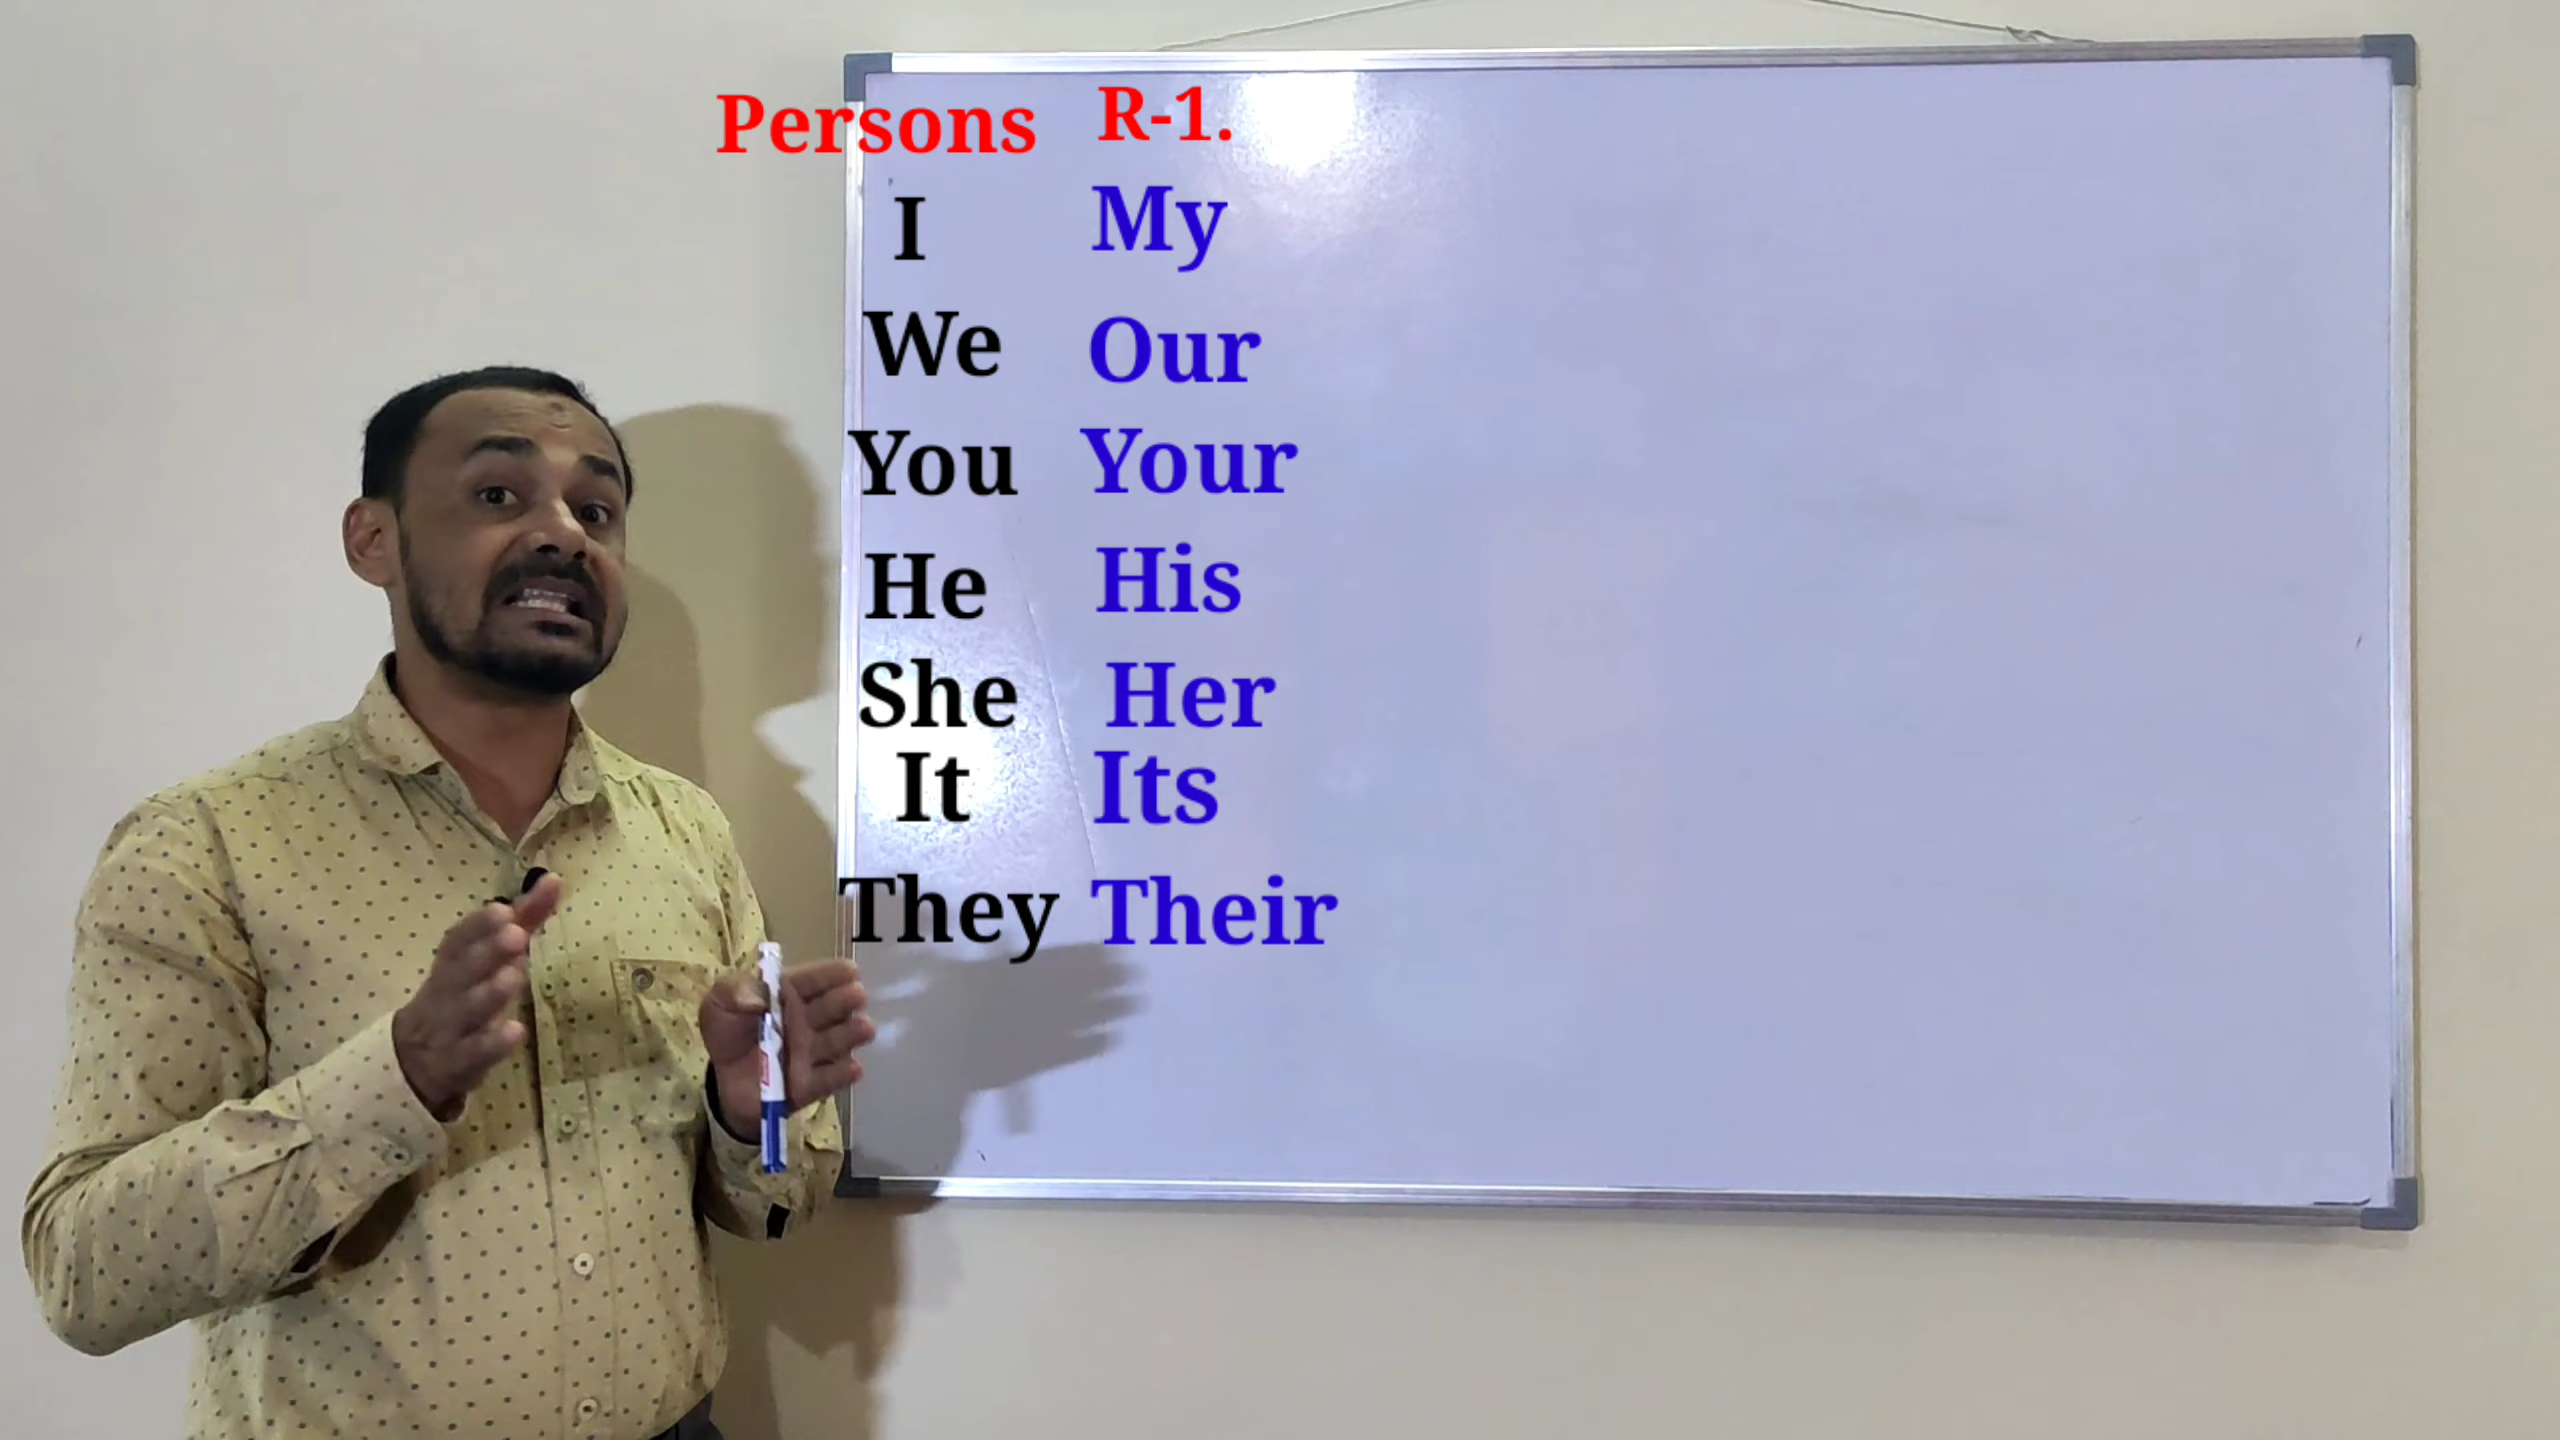 Persons R-1.
I My
We Our
You Your
He His
She Her
It Its
They Their